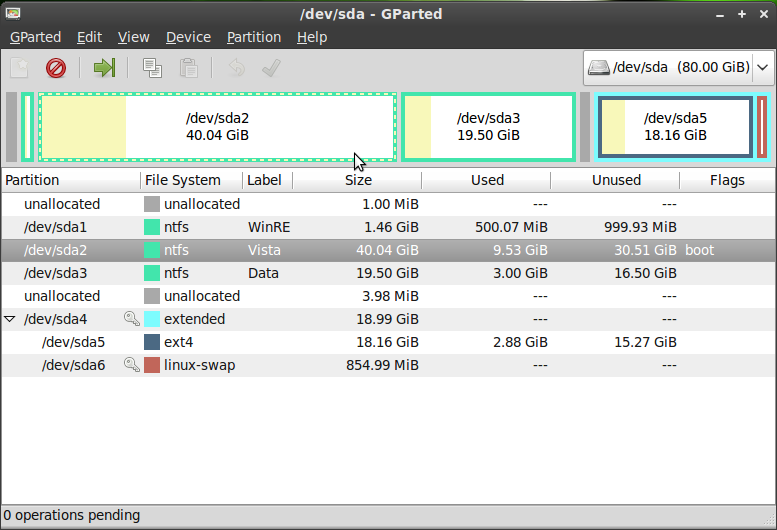 /dev/sda - GParted
GParted Edit View Device Partition Help
/dev/sda (80.00 GiB)
/dev/sda2
40.04 GiB
/dev/sda3
19.50 GiB
/dev/sda5
18.16 GiB
Partition File System Label Size Used Unused Flags
unallocated unallocated 1.00 MiB --- ---
/dev/sda1 ntfs WinRE 1.46 GiB 500.07 MiB 999.93 MiB
/dev/sda2 ntfs Vista 40.04 GiB 9.53 GiB 30.51 GiB boot
/dev/sda3 ntfs Data 19.50 GiB 3.00 GiB 16.50 GiB
unallocated unallocated 3.98 MiB --- ---
/dev/sda4 extended 18.99 GiB --- ---
/dev/sda5 ext4 18.16 GiB 2.88 GiB 15.27 GiB
/dev/sda6 linux-swap 854.99 MiB --- ---
0 operations pending